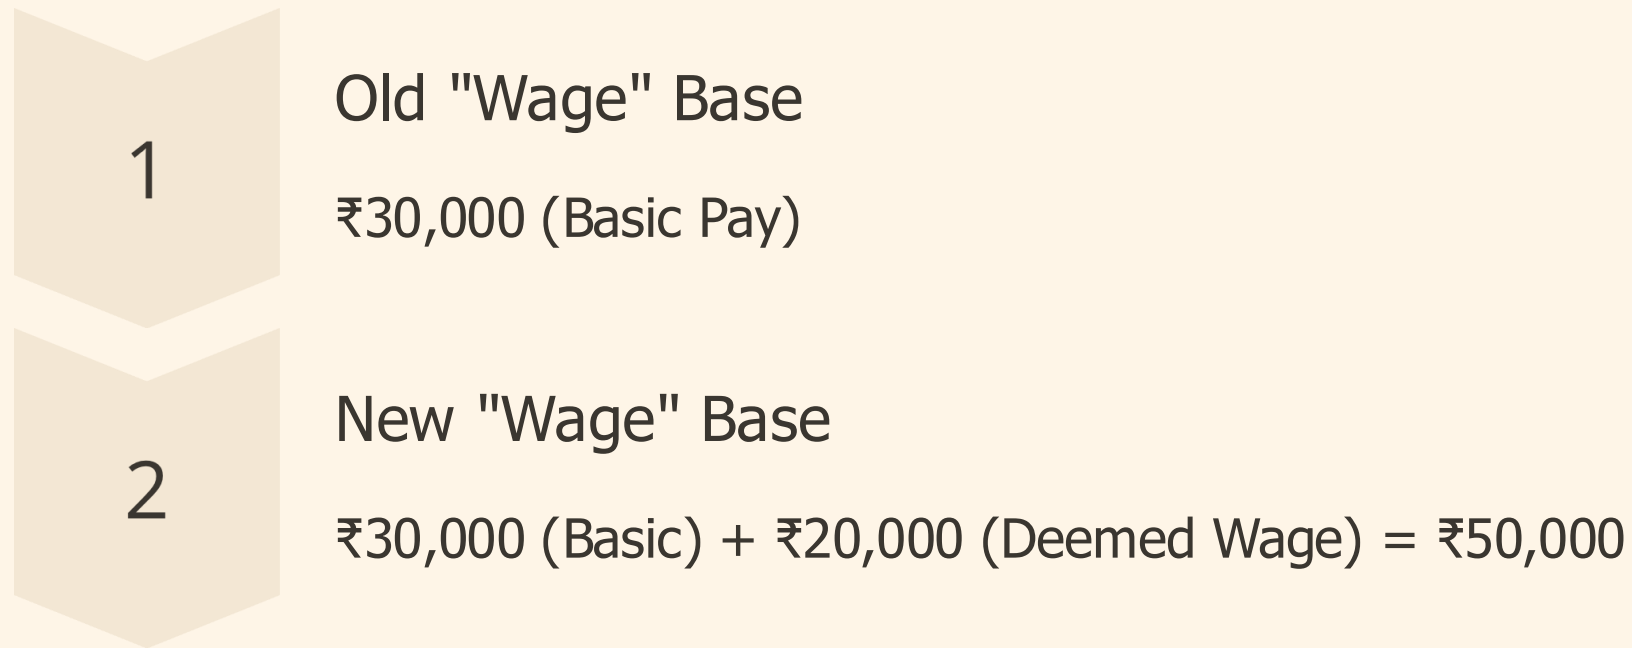 1
Old "Wage" Base
₹30,000 (Basic Pay)
2
New "Wage" Base
₹30,000 (Basic) + ₹20,000 (Deemed Wage) = ₹50,000